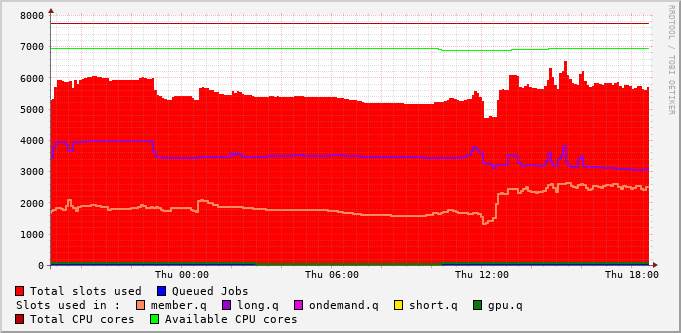 8000
7000
6000
5000
4000
3000
2000
1000
0
Thu 00:00 Thu 06:00 Thu 12:00 Thu 18:00
RRDTOOL / TOBI OETIKER
Total slots used Queued Jobs
Slots used in : member.q long.q ondemand.q short.q gpu.q
Total CPU cores Available CPU cores